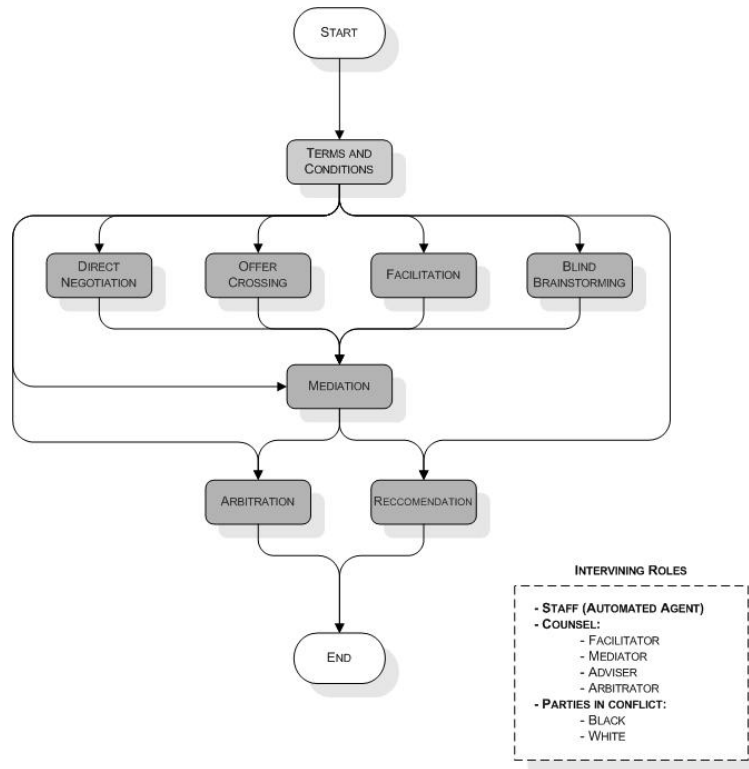 START
TERMS AND
CONDITIONS
DIRECT
NEGOTIATION
OFFER
CROSSING
FACILITATION
BLIND
BRAINSTORMING
MEDIATION
ARBITRATION
RECCOMENDATION
END
INTERVINING ROLES
- STAFF (AUTOMATED AGENT)
- COUNSEL:
- FACILITATOR
- MEDIATOR
- ADVISER
- ARBITRATOR
- PARTIES IN CONFLICT:
- BLACK
- WHITE